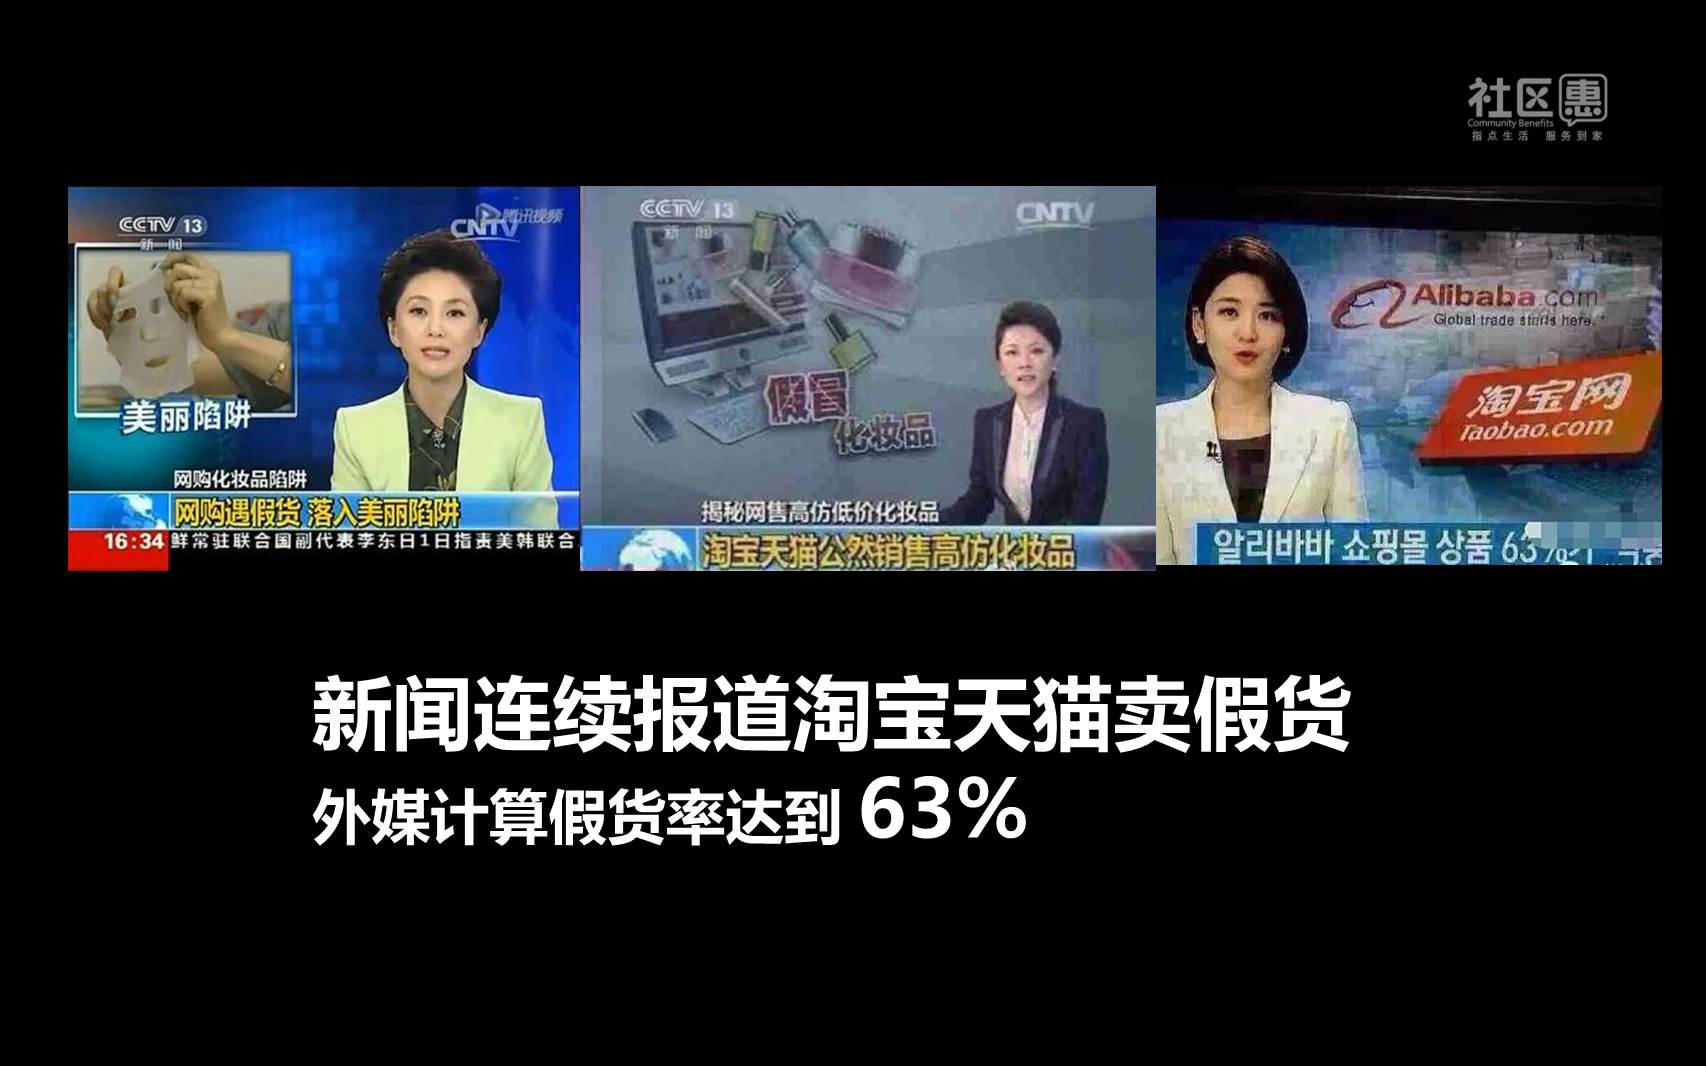 社区惠
Community Benefits
指点生活 服务到家
CCTV 13
新闻
腾讯视频
CNTV
美丽陷阱
网购化妆品陷阱
网购遇假货 落入美丽陷阱
16:34 鲜常驻联合国副代表李东日1日指责美韩联合
CCTV 13
新闻
CNTV
假冒
化妆品
揭秘网售高仿低价化妆品
淘宝天猫公然销售高仿化妆品
Alibaba.com
Global trade starts here.
淘宝网
Taobao.com
알리바바 쇼핑몰 상품 63%
新闻连续报道淘宝天猫卖假货
外媒计算假货率达到 63%